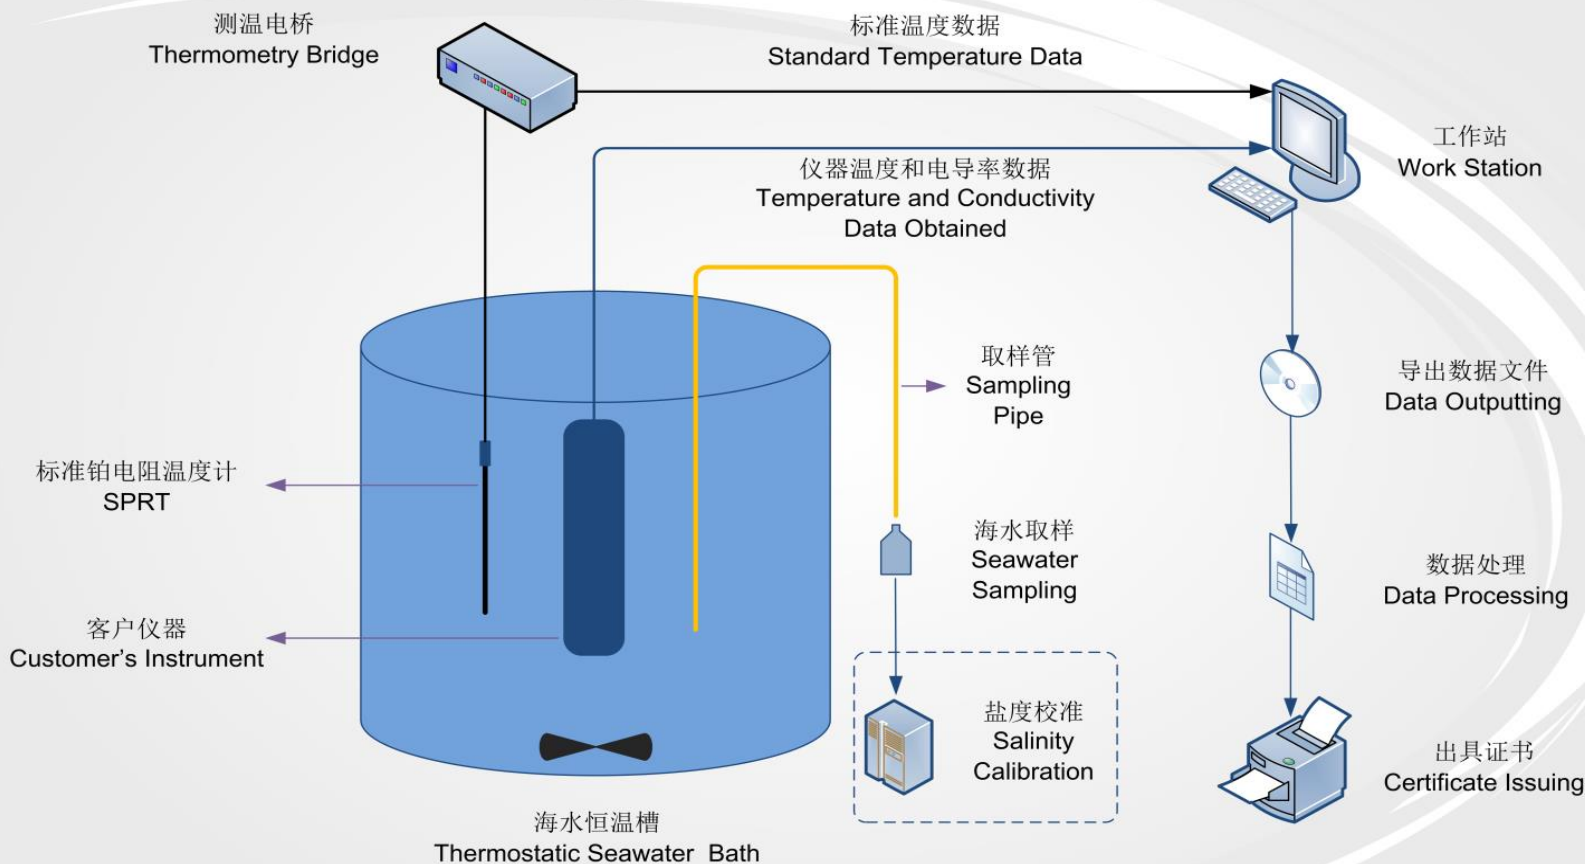 测温电桥
Thermometry Bridge
标准温度数据
Standard Temperature Data
工作站
Work Station
仪器温度和电导率数据
Temperature and Conductivity
Data Obtained
取样管
Sampling
Pipe
导出数据文件
Data Outputting
标准铂电阻温度计
SPRT
海水取样
Seawater
Sampling
数据处理
Data Processing
客户仪器
Customer's Instrument
盐度校准
Salinity
Calibration
出具证书
Certificate Issuing
海水恒温槽
Thermostatic Seawater Bath